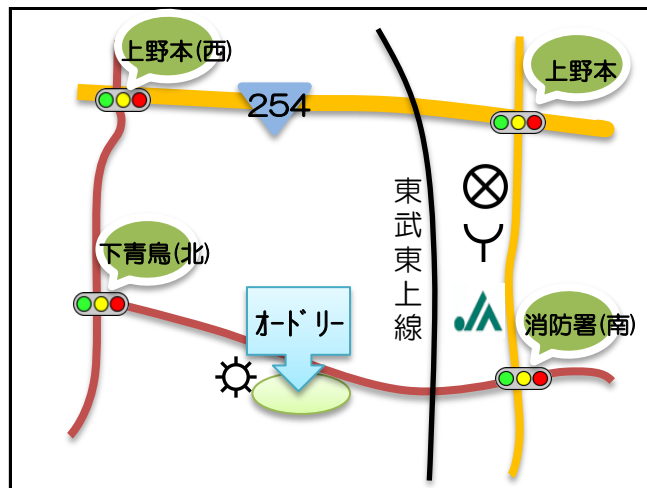 上野本(西)
上野本
254
東武東上線
下青鳥(北)
ｵｰﾄﾞﾘｰ
消防署(南)